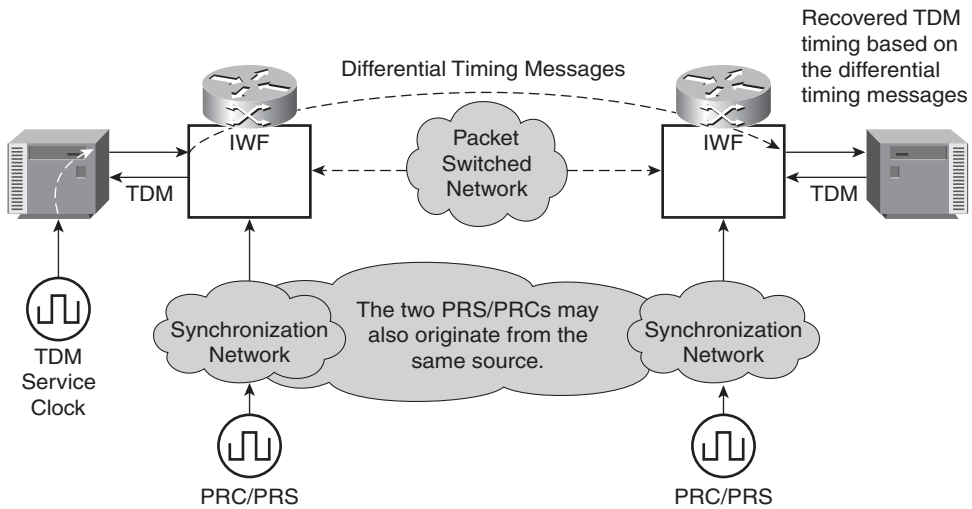 Recovered TDM
timing based on
the differential
timing messages
Differential Timing Messages
IWF
IWF
Packet
Switched
Network
TDM
TDM
The two PRS/PRCs may
also originate from the
same source.
Synchronization
Network
Synchronization
Network
TDM
Service
Clock
PRC/PRS
PRC/PRS